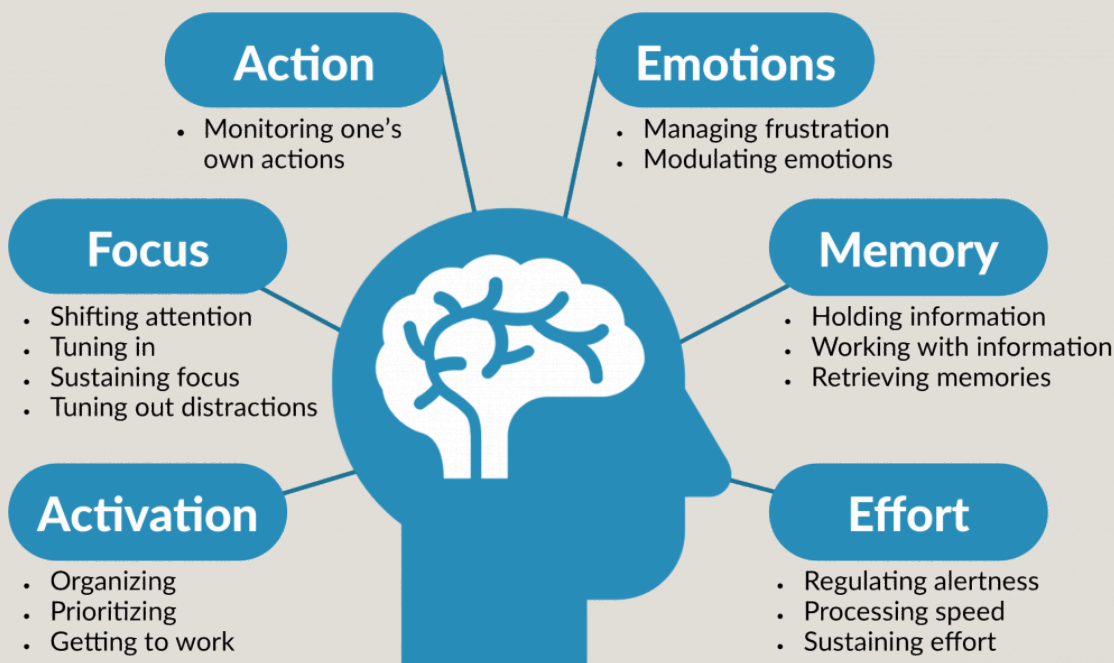 Action
• Monitoring one’s
own actions
Emotions
• Managing frustration
• Modulating emotions
Focus
• Shifting attention
• Tuning in
• Sustaining focus
• Tuning out distractions
Memory
• Holding information
• Working with information
• Retrieving memories
Activation
• Organizing
• Prioritizing
• Getting to work
Effort
• Regulating alertness
• Processing speed
• Sustaining effort